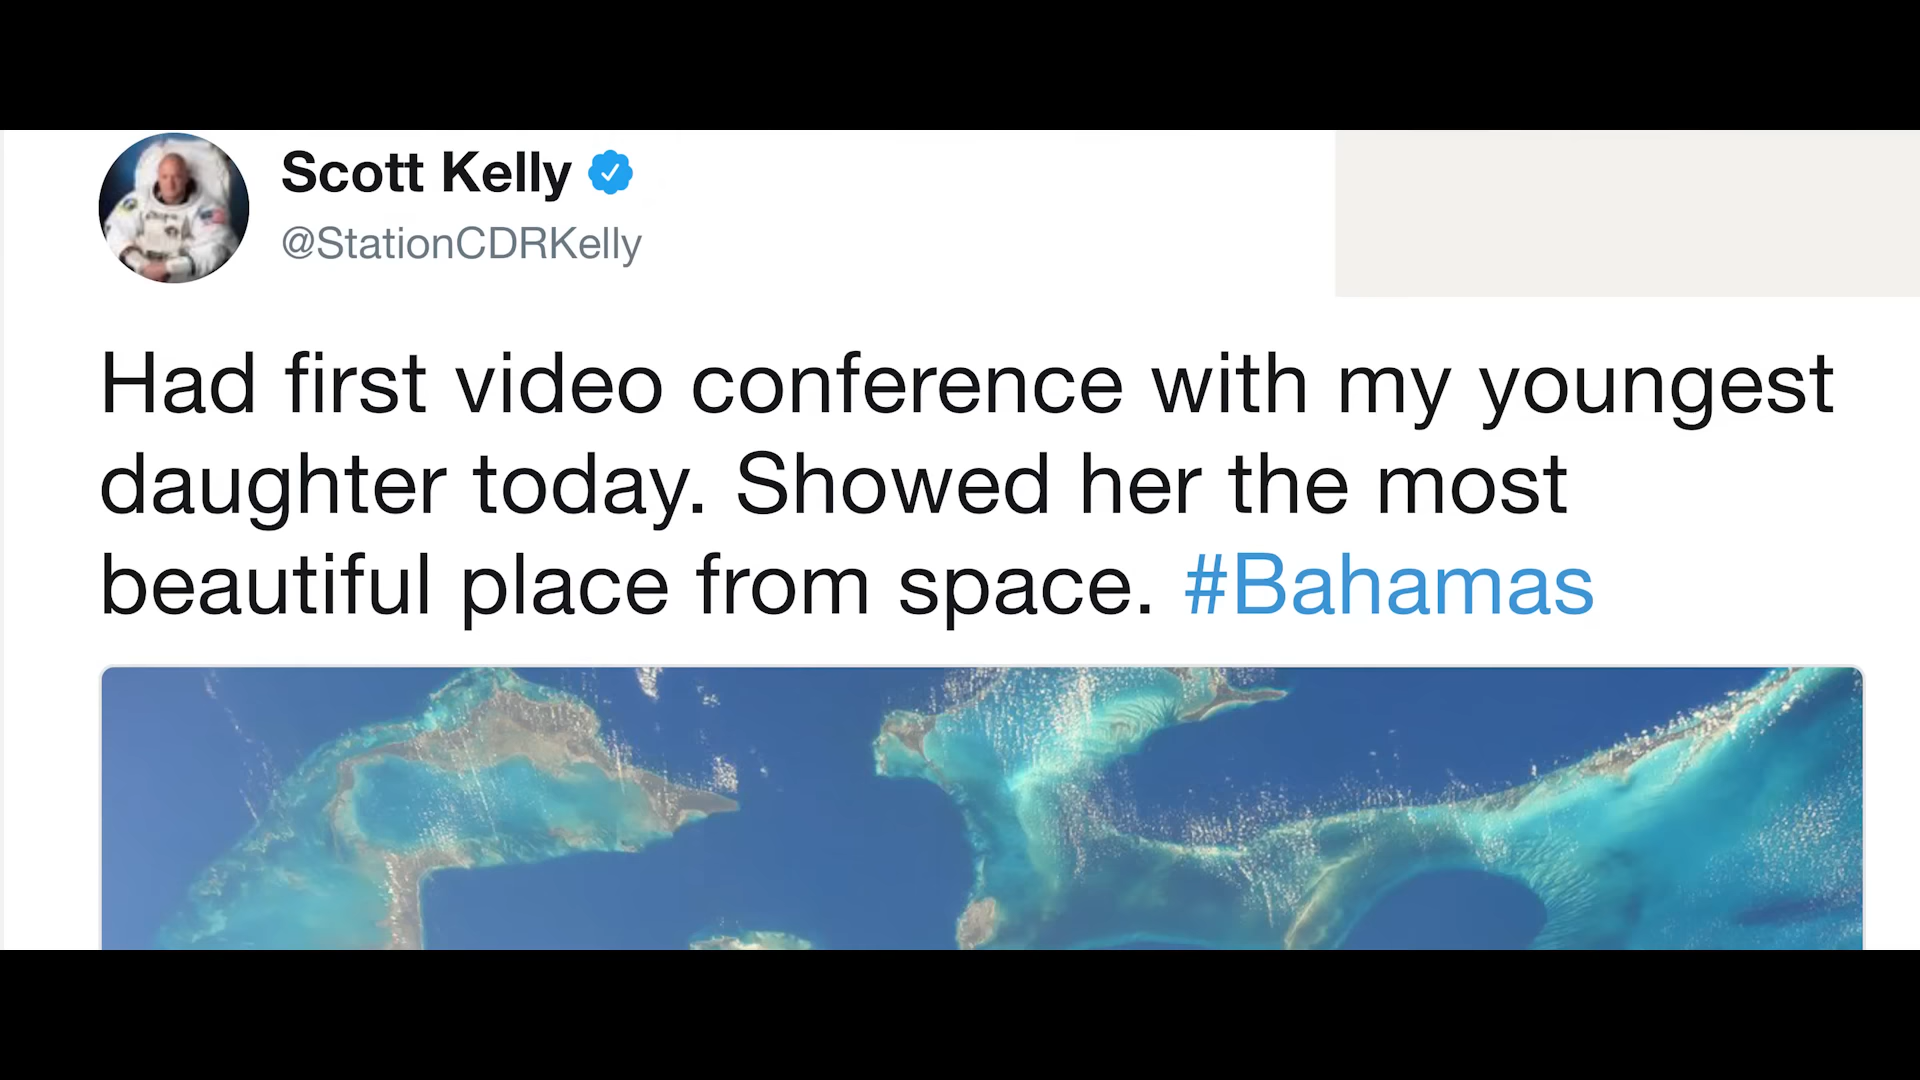 Scott Kelly
@StationCDRKelly
Had first video conference with my youngest
daughter today. Showed her the most
beautiful place from space. #Bahamas